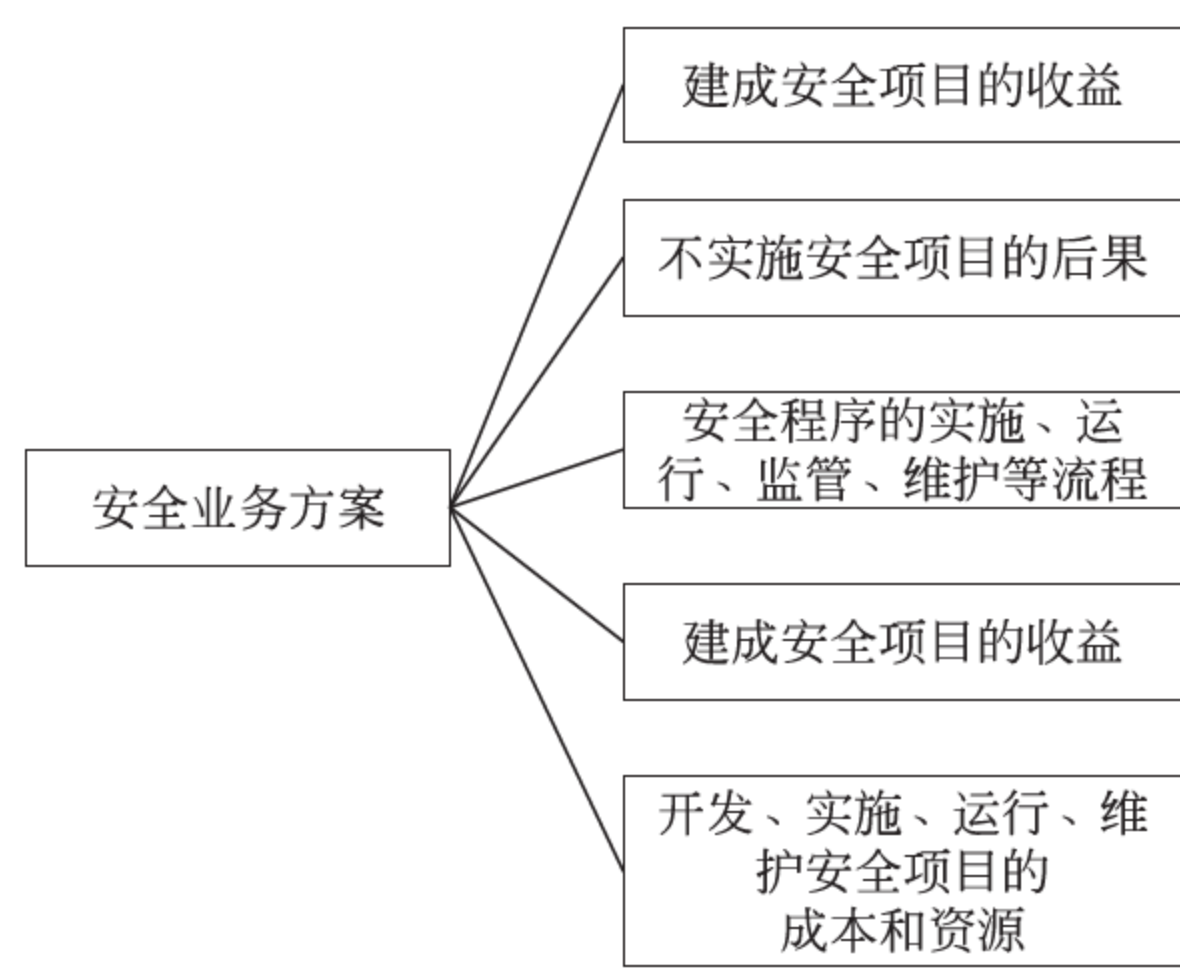 建成安全项目的收益
不实施安全项目的后果
安全程序的实施、运
行、监管、维护等流程
安全业务方案
建成安全项目的收益
开发、实施、运行、维
护安全项目的
成本和资源